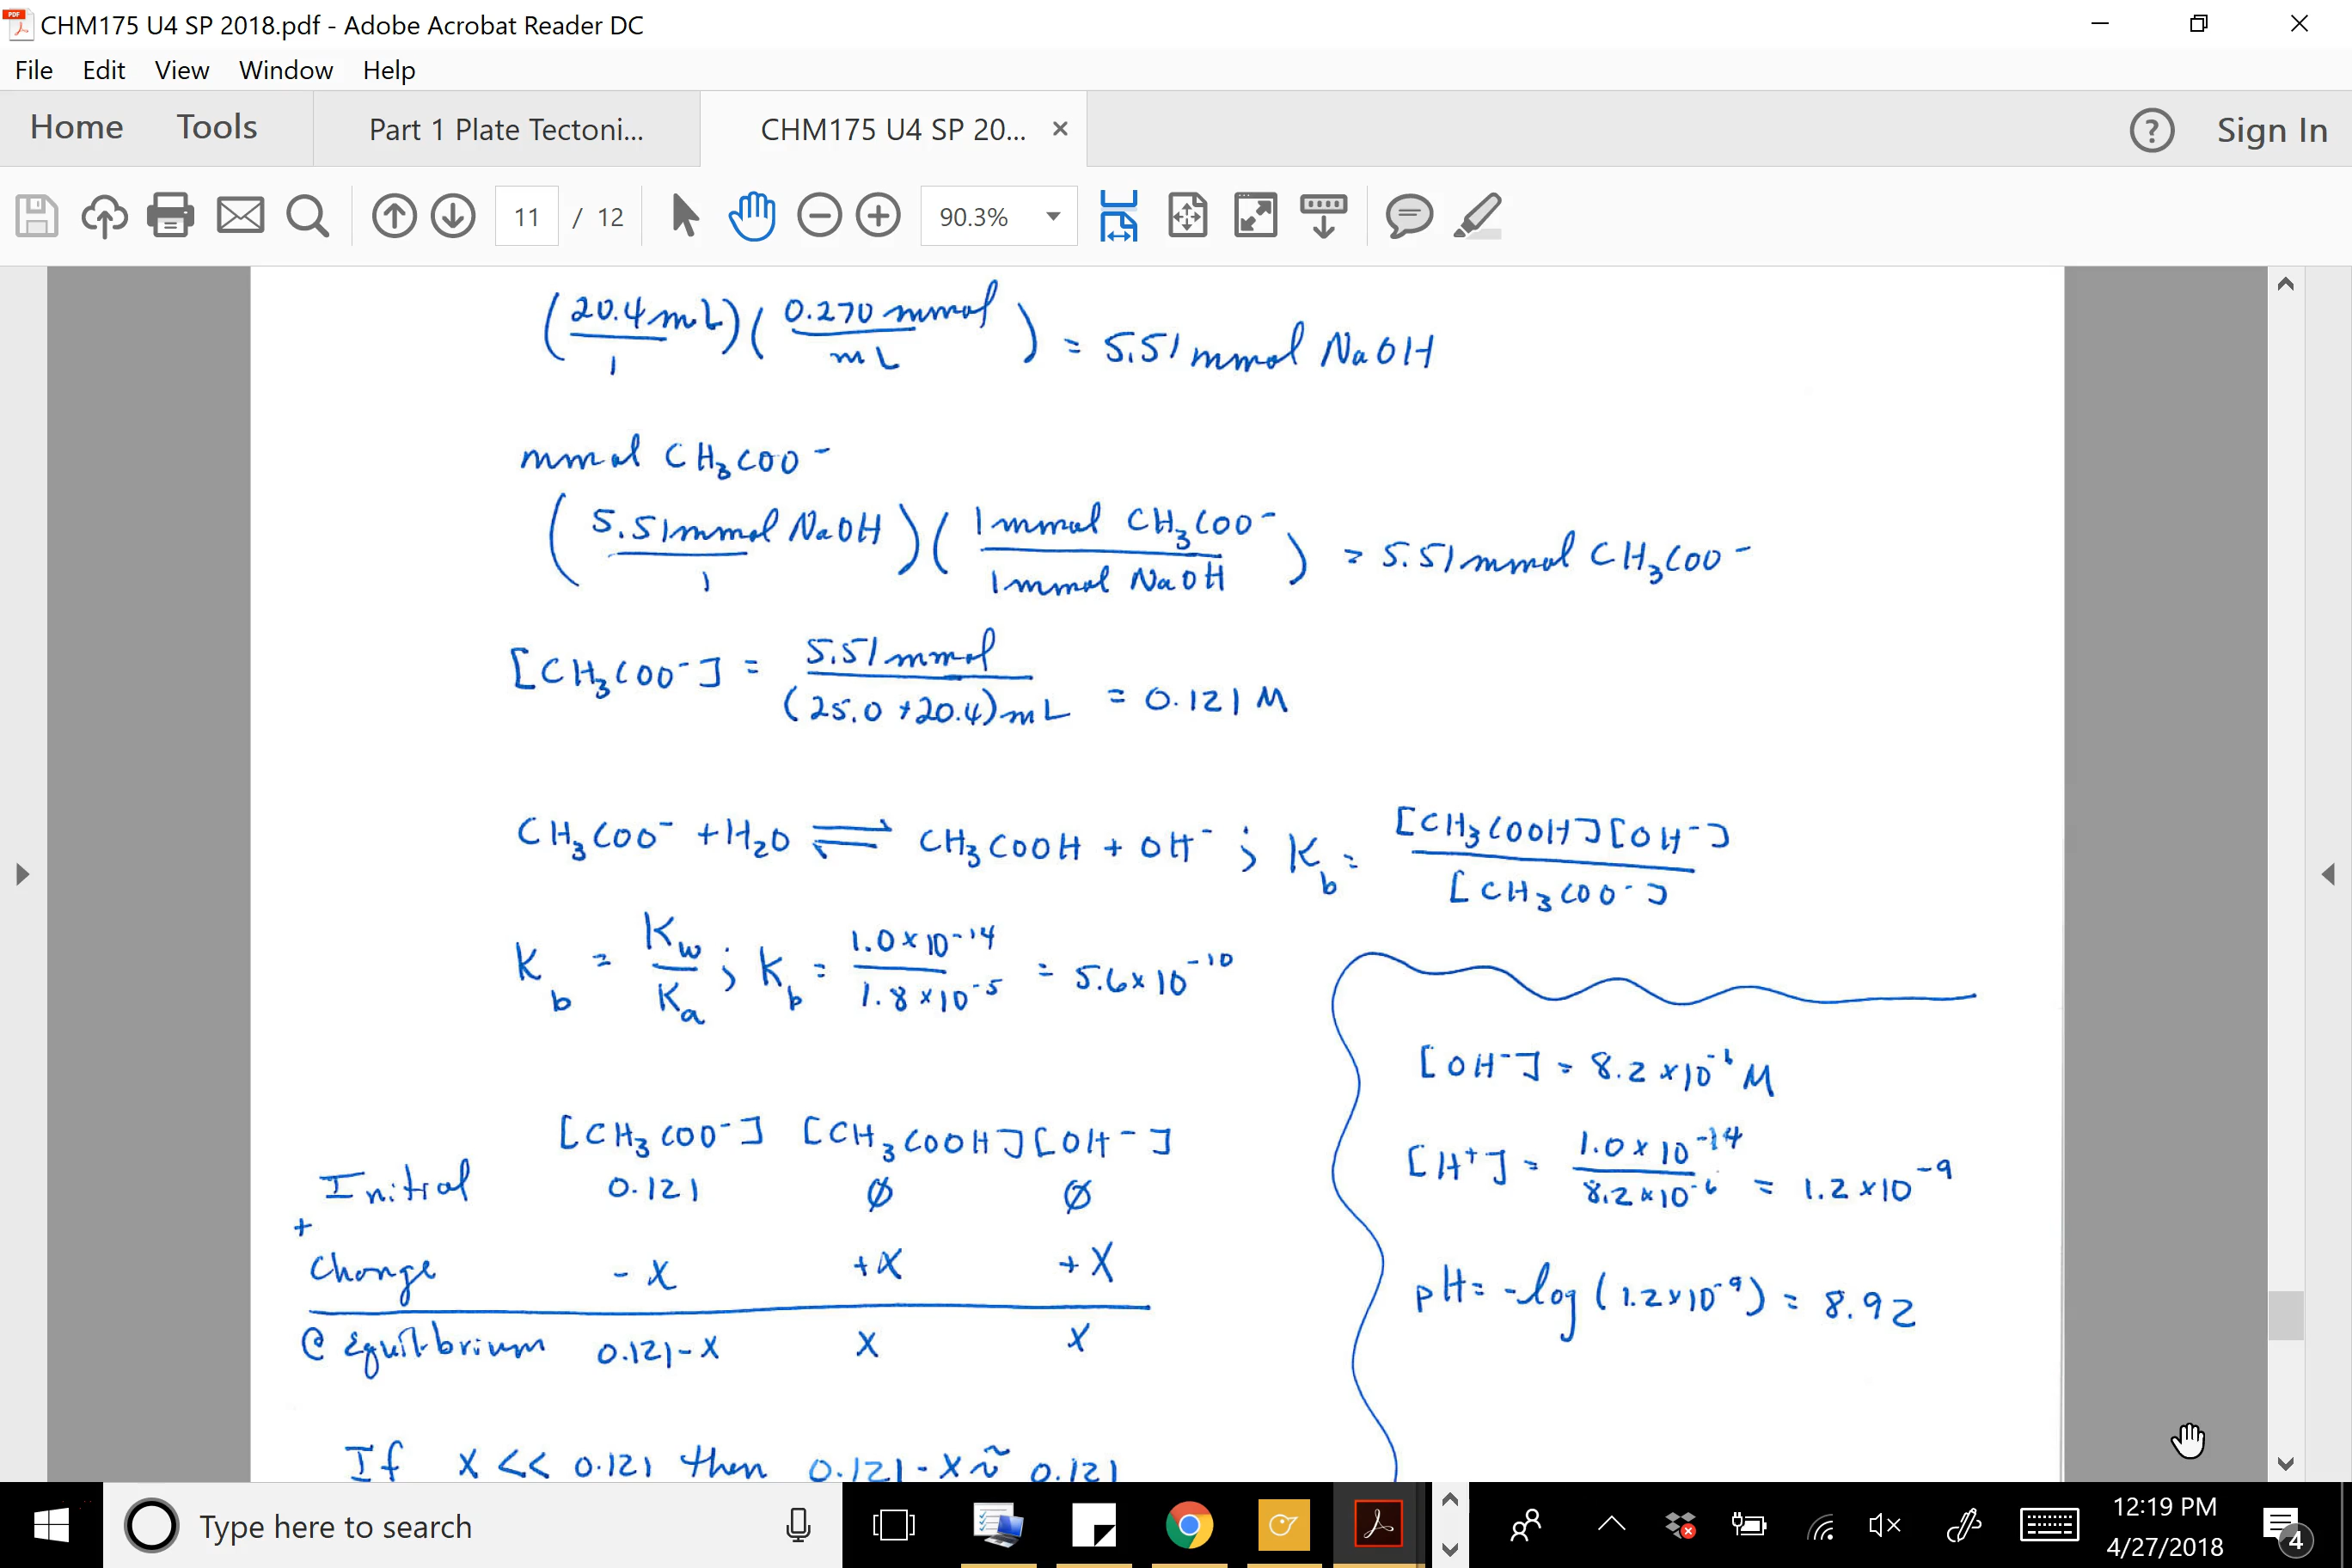 CHM175 U4 SP 2018.pdf - Adobe Acrobat Reader DC
File Edit View Window Help
Home Tools Part 1 Plate Tectoni... CHM175 U4 SP 20... × ? Sign In
11 / 12 90.3%
(20.4 mL / 1)(0.270 mmol / mL) = 5.51 mmol NaOH
mmol CH₃COO⁻
(5.51 mmol NaOH / 1)(1 mmol CH₃COO⁻ / 1 mmol NaOH) = 5.51 mmol CH₃COO⁻
[CH₃COO⁻] = 5.51 mmol / (25.0 + 20.4) mL = 0.121 M
CH₃COO⁻ + H₂O ⇌ CH₃COOH + OH⁻ ; K_b = [CH₃COOH][OH⁻] / [CH₃COO⁻]
K_b = K_w / K_a ; K_b = 1.0 × 10⁻¹⁴ / 1.8 × 10⁻⁵ = 5.6 × 10⁻¹⁰
[CH₃COO⁻] [CH₃COOH] [OH⁻]
Initial 0.121 ∅ ∅
+
Change - X + X + X
@ Equilibrium 0.121 - X X X
If X << 0.121 then 0.121 - X ≈ 0.121
[OH⁻] = 8.2 × 10⁻⁶ M
[H⁺] = 1.0 × 10⁻¹⁴ / 8.2 × 10⁻⁶ = 1.2 × 10⁻⁹
pH = -log (1.2 × 10⁻⁹) = 8.92
Type here to search
12:19 PM
4/27/2018
4